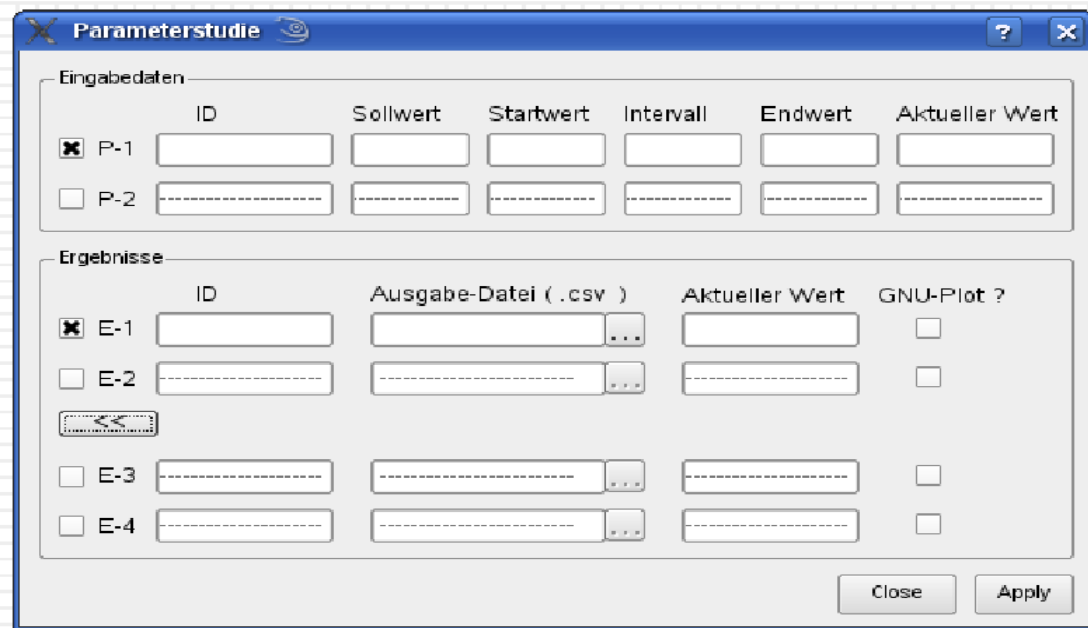 Parameterstudie ? X
Eingabedaten
ID Sollwert Startwert Intervall Endwert Aktueller Wert
P-1
P-2 ------------------ ------------- ------------- ------------- ------------- ----------------
Ergebnisse
ID Ausgabe-Datei ( .csv ) Aktueller Wert GNU-Plot ?
E-1 ...
E-2 ------------------ ---------------------- ... ----------------
<<
E-3 ------------------ ---------------------- ... ----------------
E-4 ------------------ ---------------------- ... ----------------
Close Apply